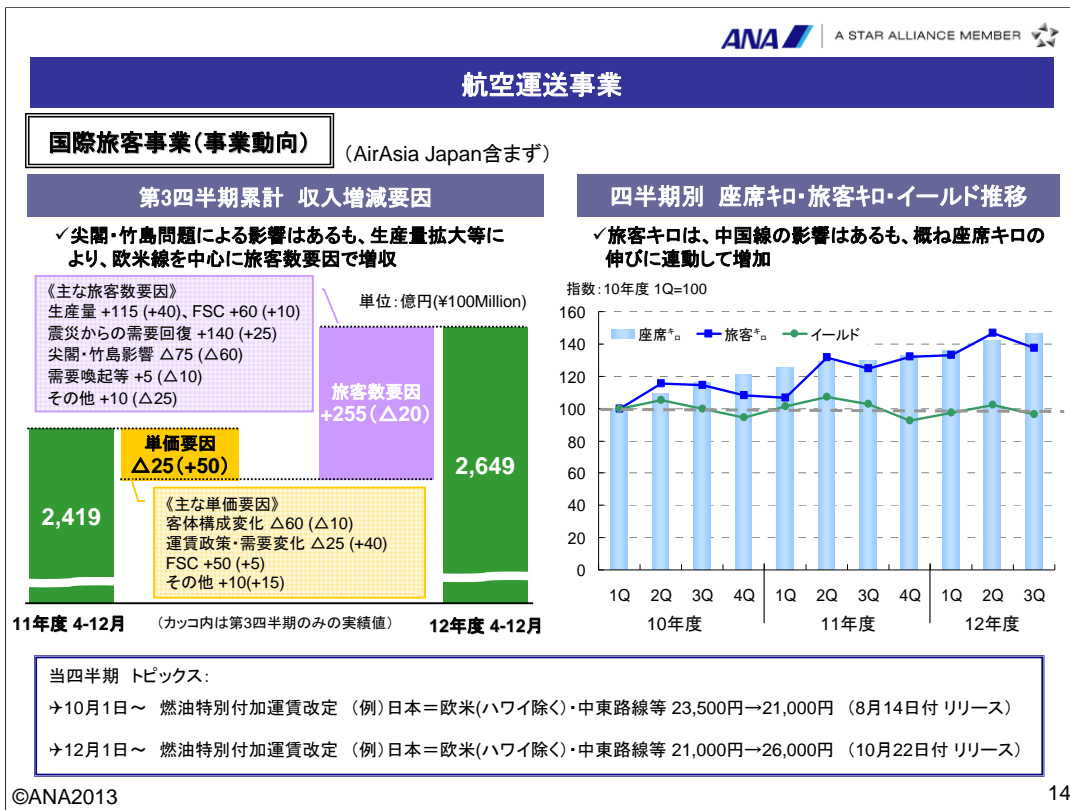 ANA A STAR ALLIANCE MEMBER
航空運送事業
国際旅客事業(事業動向)
(AirAsia Japan含まず)
第3四半期累計 収入増減要因
✓尖閣・竹島問題による影響はあるも、生産量拡大等に
より、欧米線を中心に旅客数要因で増収
《主な旅客数要因》
生産量 +115 (+40)、FSC +60 (+10)
震災からの需要回復 +140 (+25)
尖閣・竹島影響 △75 (△60)
需要喚起等 +5 (△10)
その他 +10 (△25)
単位:億円(¥100Million)
旅客数要因
+255(△20)
単価要因
△25(+50)
2,419
2,649
《主な単価要因》
客体構成変化 △60 (△10)
運賃政策・需要変化 △25 (+40)
FSC +50 (+5)
その他 +10(+15)
11年度 4-12月
(カッコ内は第3四半期のみの実績値)
12年度 4-12月
四半期別 座席キロ・旅客キロ・イールド推移
✓旅客キロは、中国線の影響はあるも、概ね座席キロの
伸びに連動して増加
指数:10年度 1Q=100
座席キロ 旅客キロ イールド
160
140
120
100
80
60
40
20
0
1Q 2Q 3Q 4Q 1Q 2Q 3Q 4Q 1Q 2Q 3Q
10年度 11年度 12年度
当四半期 トピックス:
✈10月1日~ 燃油特別付加運賃改定 (例)日本=欧米(ハワイ除く)・中東路線等 23,500円→21,000円 (8月14日付 リリース)
✈12月1日~ 燃油特別付加運賃改定 (例)日本=欧米(ハワイ除く)・中東路線等 21,000円→26,000円 (10月22日付 リリース)
©ANA2013
14